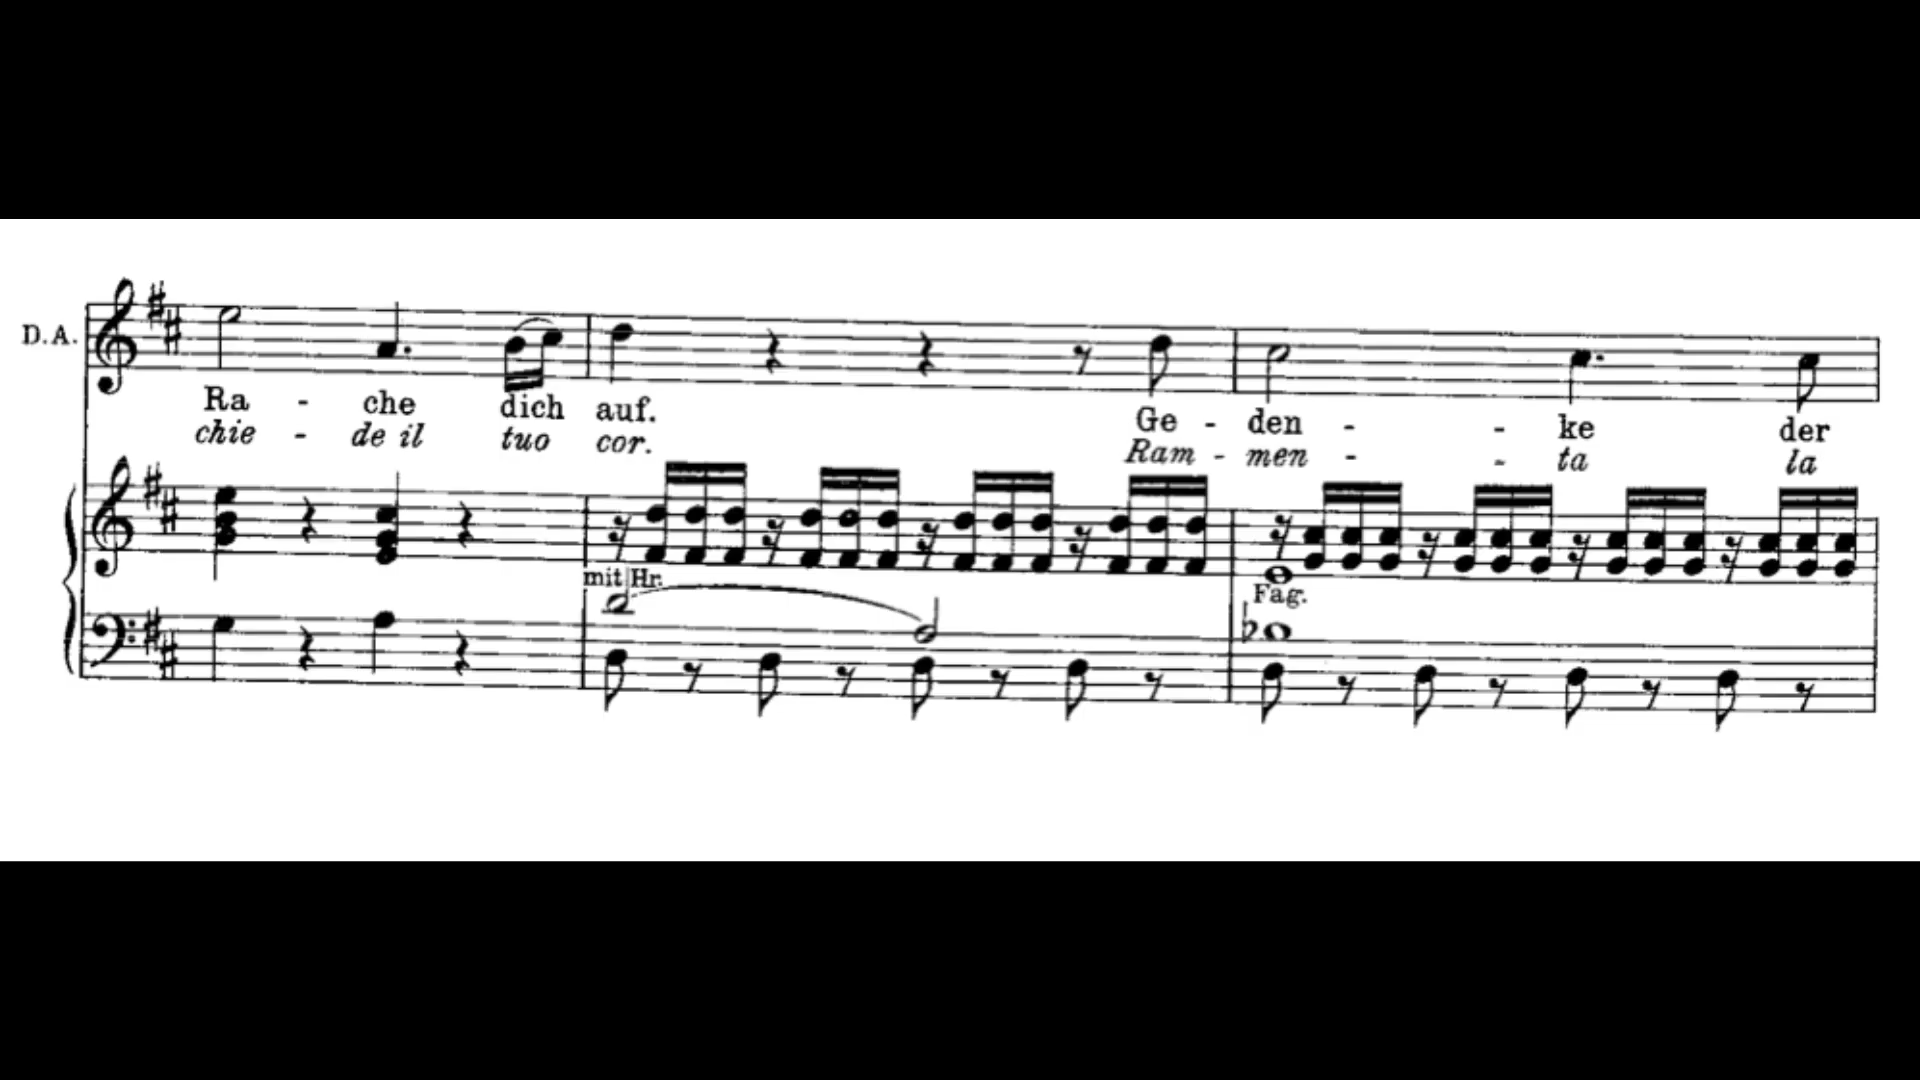 D.A.
Ra - che dich auf. Ge - den - - ke der
chie - de il tuo cor. Ram - men - - ta la
mit Hr.
Fag.